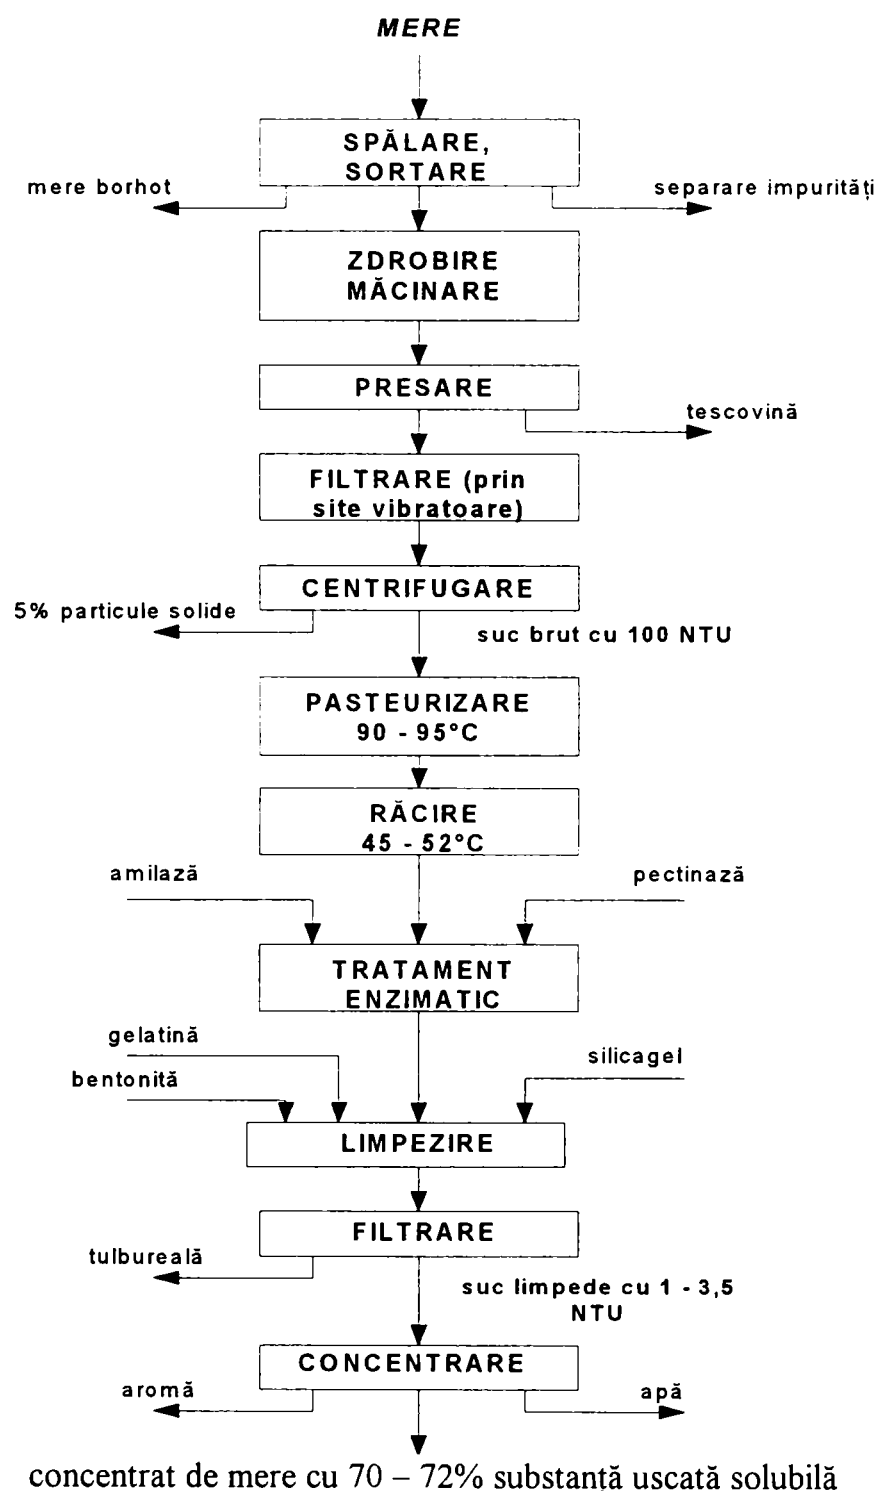 MERE
SPĂLARE,
SORTARE
mere borhot
separare impurități
ZDROBIRE
MĂCINARE
PRESARE
tescovină
FILTRARE (prin
site vibratoare)
CENTRIFUGARE
5% particule solide
suc brut cu 100 NTU
PASTEURIZARE
90 - 95°C
RĂCIRE
45 - 52°C
amilază
pectinază
TRATAMENT
ENZIMATIC
gelatină
silicagel
bentonită
LIMPEZIRE
FILTRARE
tulbureală
suc limpede cu 1 - 3,5
NTU
CONCENTRARE
aromă
apă
concentrat de mere cu 70 – 72% substanță uscată solubilă